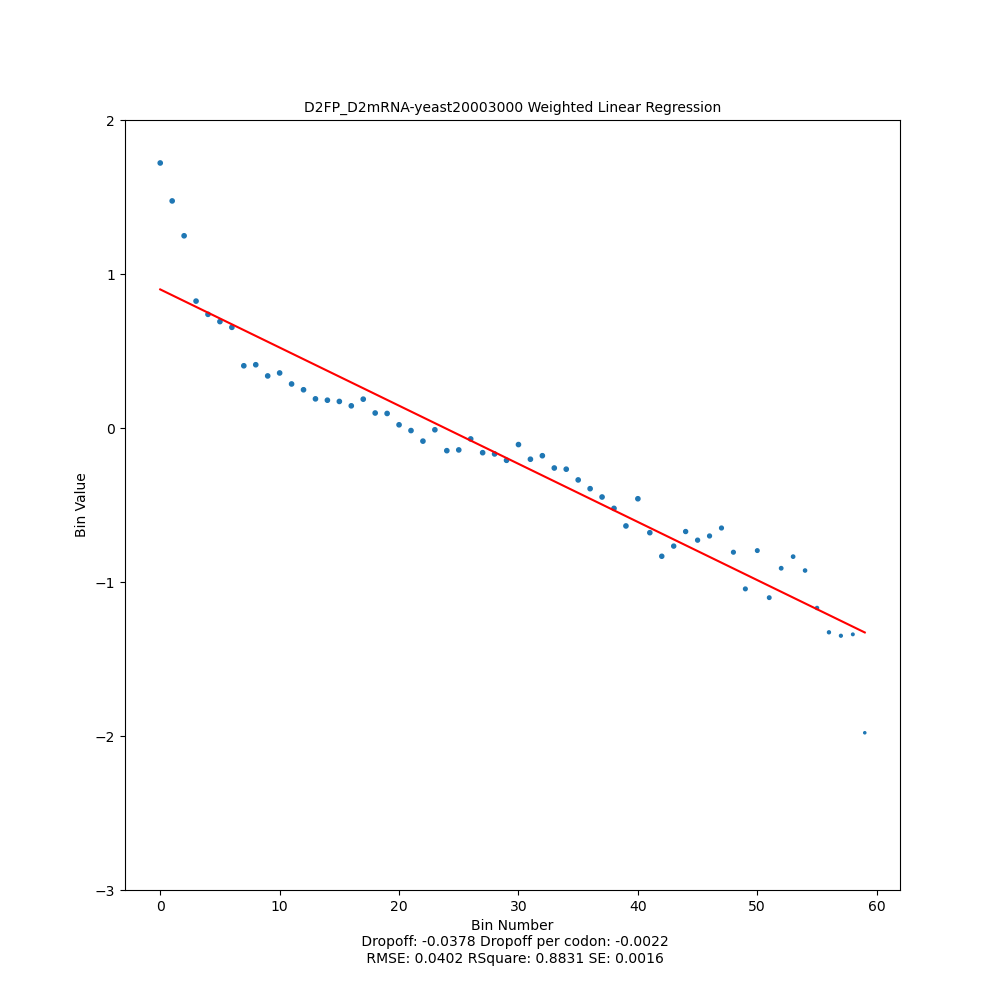 D2FP_D2mRNA-yeast20003000 Weighted Linear Regression
2
1
0
−1
−2
−3
Bin Value
0 10 20 30 40 50 60
Bin Number
Dropoff: -0.0378 Dropoff per codon: -0.0022
RMSE: 0.0402 RSquare: 0.8831 SE: 0.0016